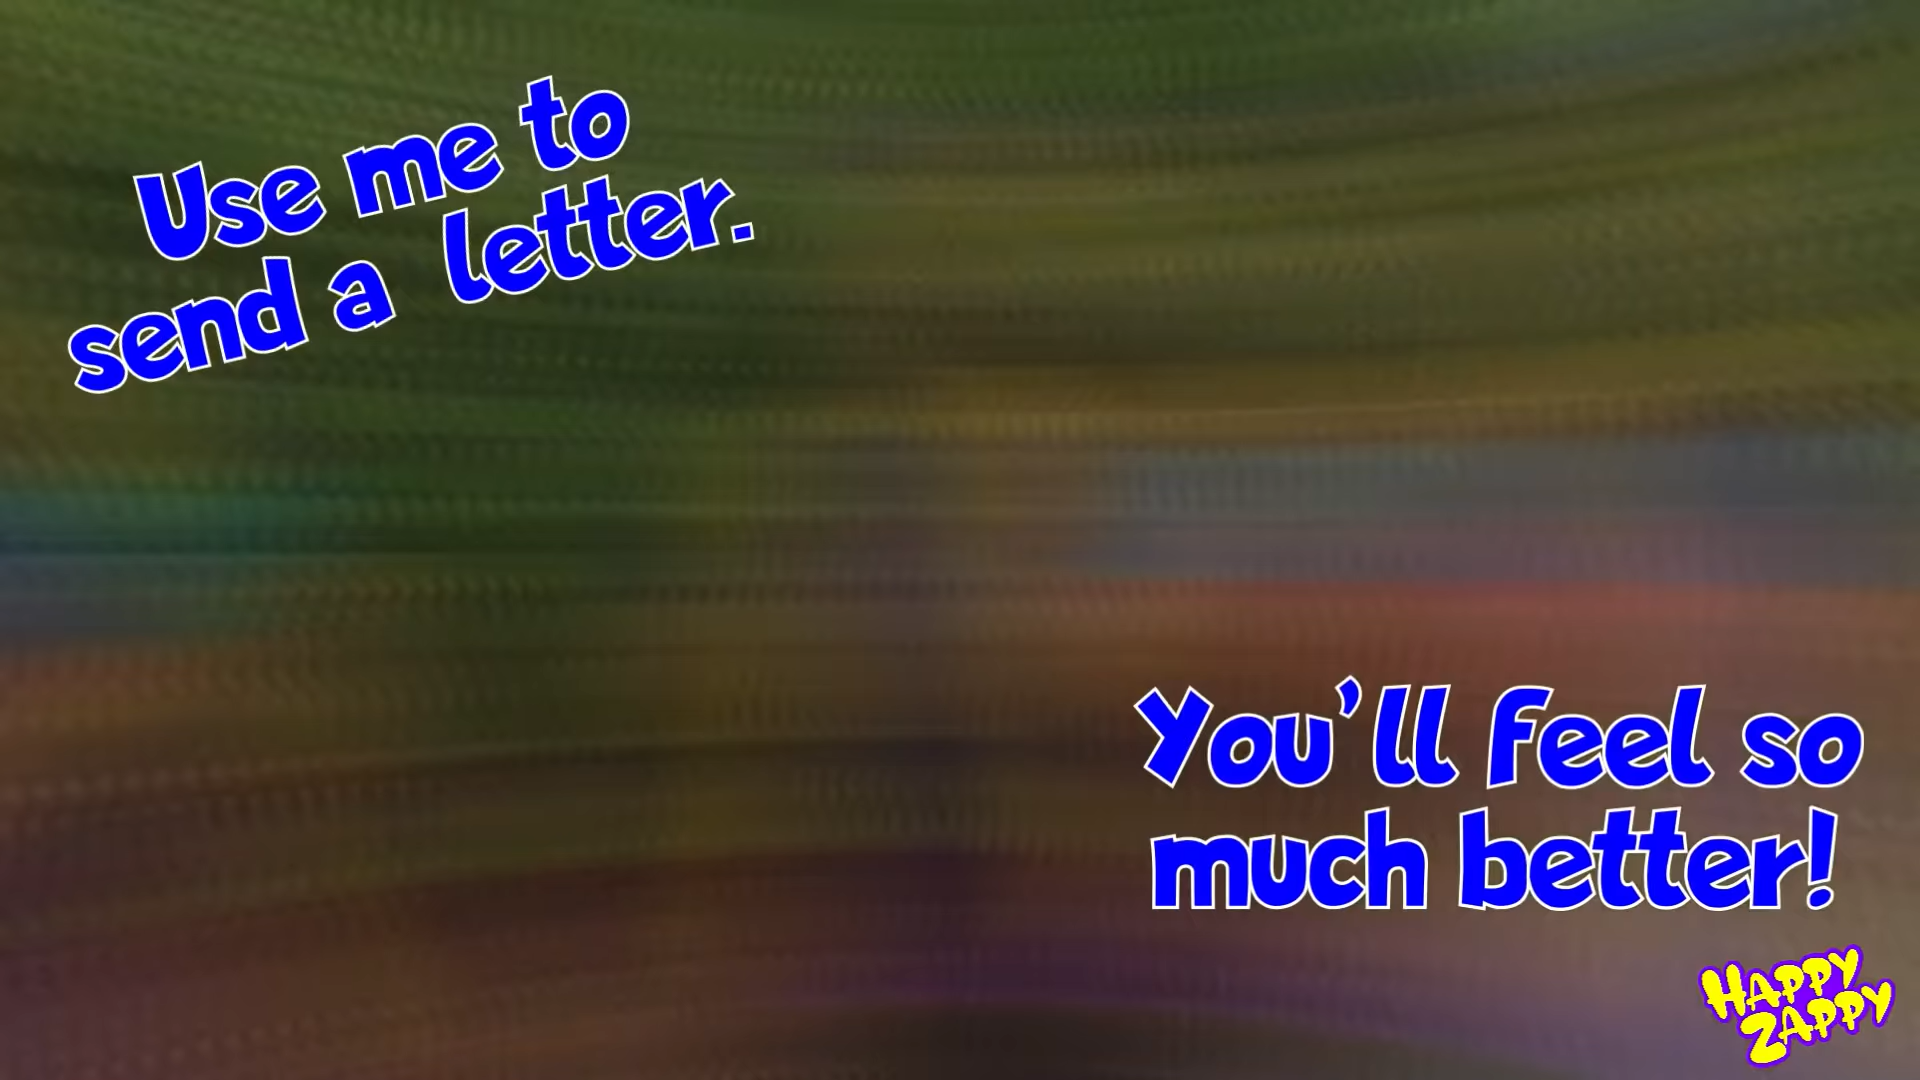 Use me to
send a letter.
You'll feel so
much better!
HAPPY
ZAPPY